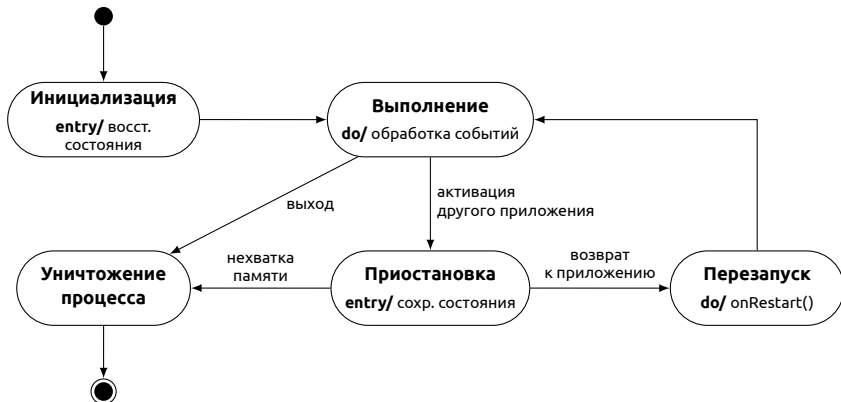 Инициализация
entry/ восст.
состояния
Выполнение
do/ обработка событий
выход
активация
другого приложения
Уничтожение
процесса
нехватка
памяти
Приостановка
entry/ сохр. состояния
возврат
к приложению
Перезапуск
do/ onRestart()